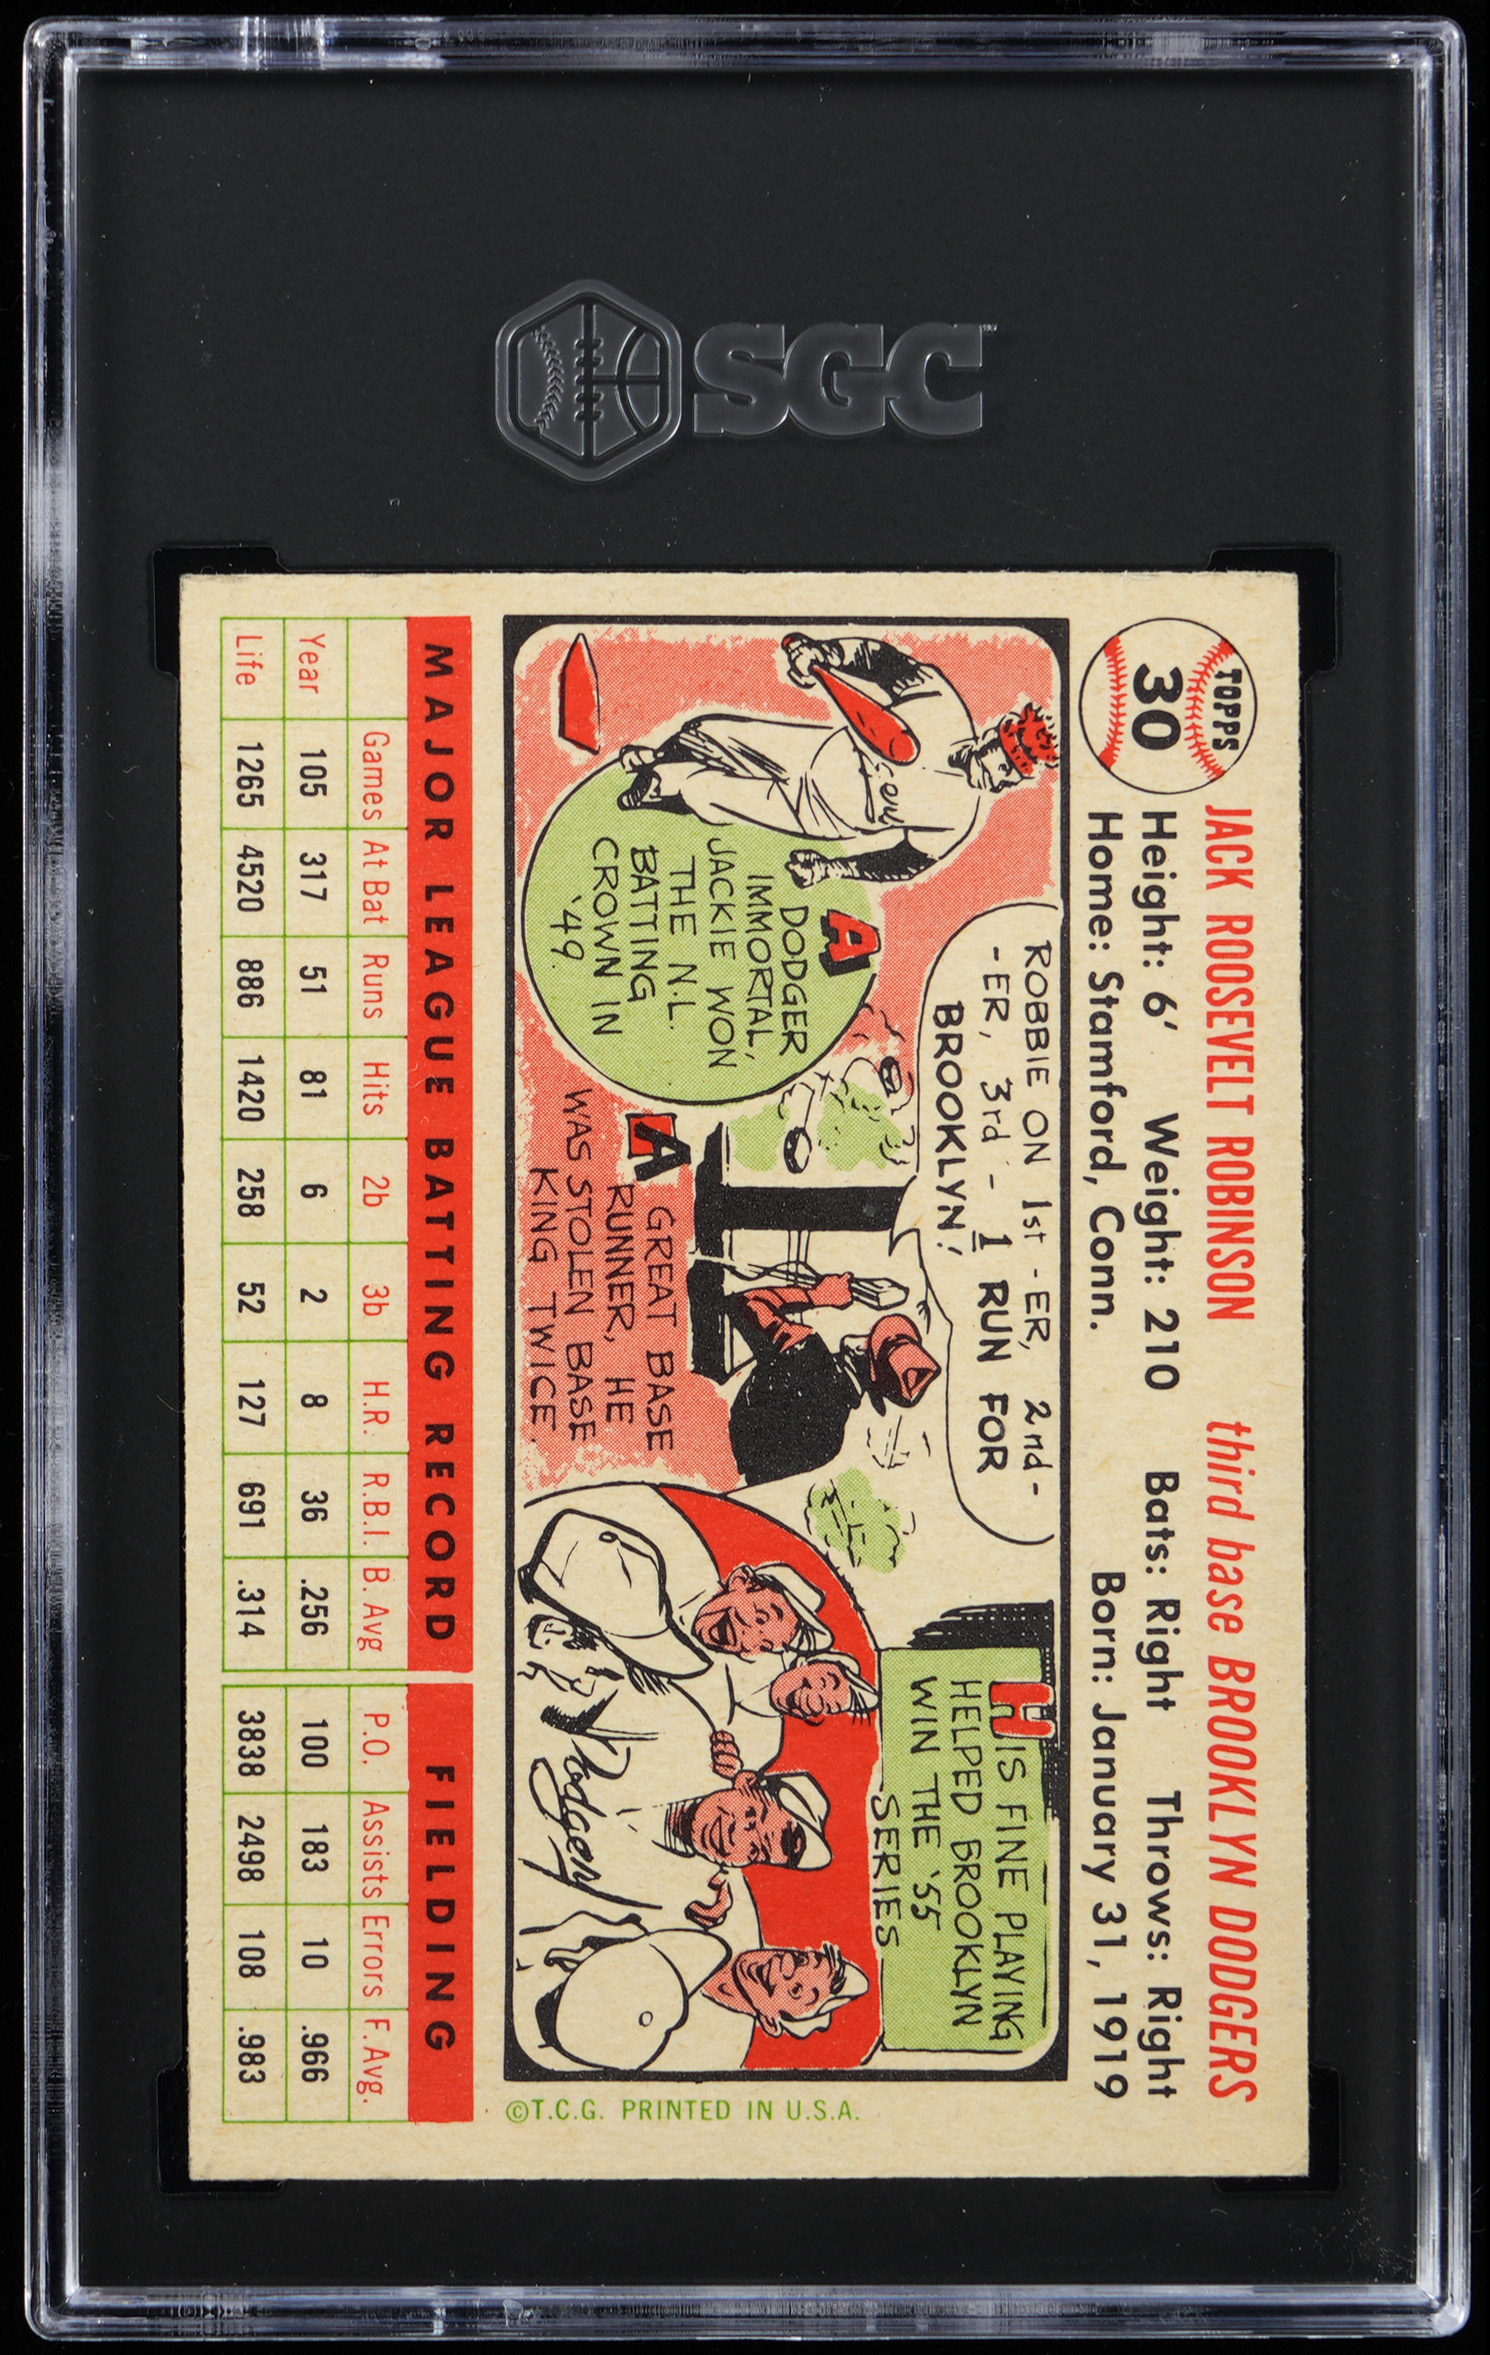 SGC
TOPPS
30
JACK ROOSEVELT ROBINSON third base BROOKLYN DODGERS
Height: 6' Weight: 210 Bats: Right Throws: Right
Home: Stamford, Conn. Born: January 31, 1919
A DODGER
IMMORTAL,
JACKIE WON
THE N.L.
BATTING
CROWN IN
'49.
ROBBIE ON 1st -ER, 2nd-
-ER, 3rd - 1 RUN FOR
BROOKLYN!
A GREAT BASE
RUNNER, HE
WAS STOLEN BASE
KING TWICE.
HIS FINE PLAYING
HELPED BROOKLYN
WIN THE '55
SERIES
Dodgers
©T.C.G. PRINTED IN U.S.A.
MAJOR LEAGUE BATTING RECORD FIELDING
Games At Bat Runs Hits 2b 3b H.R. R.B.I. B. Avg P.O. Assists Errors F. Avg.
Year 105 317 51 81 6 2 8 36 .256 100 183 10 .966
Life 1265 4520 886 1420 258 52 127 691 .314 3838 2498 108 .983